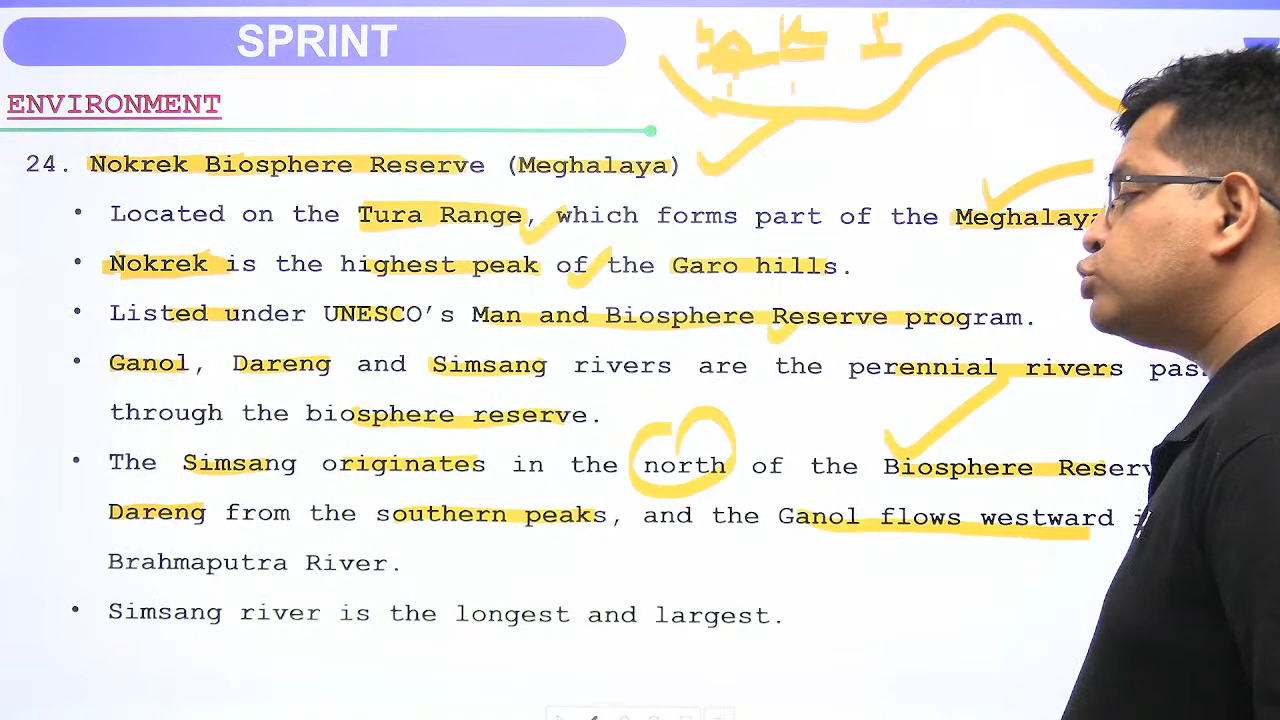 SPRINT
ENVIRONMENT
24. Nokrek Biosphere Reserve (Meghalaya)
• Located on the Tura Range, which forms part of the Meghalaya
• Nokrek is the highest peak of the Garo hills.
• Listed under UNESCO’s Man and Biosphere Reserve program.
• Ganol, Dareng and Simsang rivers are the perennial rivers
through the biosphere reserve.
• The Simsang originates in the north of the Biosphere
Dareng from the southern peaks, and the Ganol flows westward
Brahmaputra River.
• Simsang river is the longest and largest.